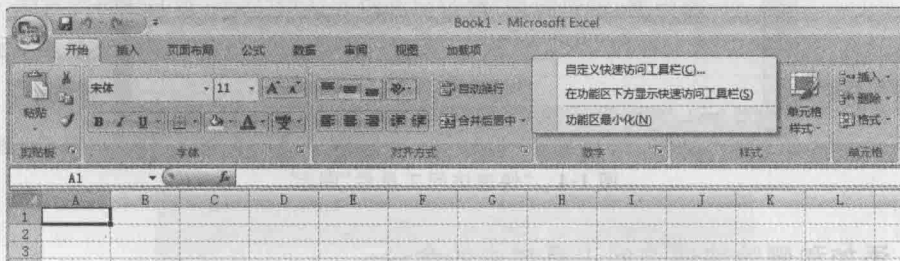 Book1 - Microsoft Excel
开始 插入 页面布局 公式 数据 审阅 视图 加载项
自定义快速访问工具栏(C)...
在功能区下方显示快速访问工具栏(S)
功能区最小化(N)
宋体 11 A A 自动换行 插入
粘贴 B I U A 合并后居中 单元格样式 删除
格式
剪贴板 字体 对齐方式 数字 样式 单元格
A1 fx
A B C D E F G H I J K L
1
2
3